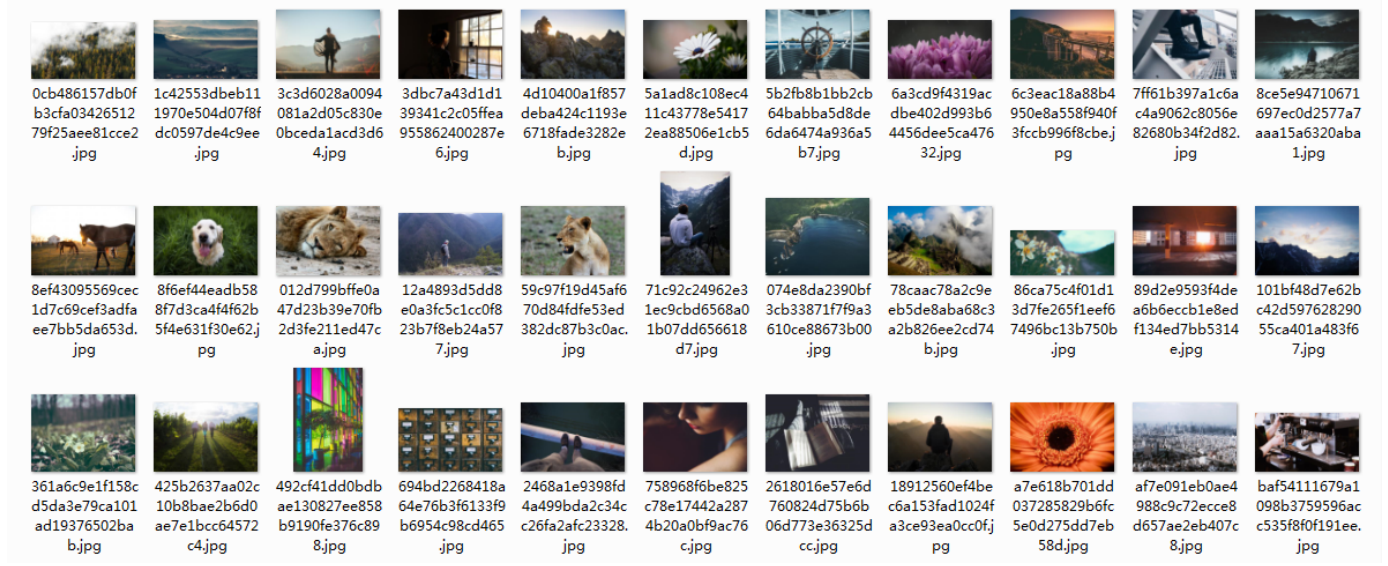 0cb486157db0f
b3cfa03426512
79f25aee81cce2
.jpg
1c42553dbeb11
1970e504d07f8f
dc0597de4c9ee
.jpg
3c3d6028a0094
081a2d05c830e
0bceda1acd3d6
4.jpg
3dbc7a43d1d1
39341c2c05ffea
955862400287e
6.jpg
4d10400a1f857
deba424c1193e
6718fade3282e
b.jpg
5a1ad8c108ec4
11c43778e5417
2ea88506e1cb5
d.jpg
5b2fb8b1bb2cb
64babba5d8de
6da6474a936a5
b7.jpg
6a3cd9f4319ac
dbe402d993b6
4456dee5ca476
32.jpg
6c3eac18a88b4
950e8a558f940f
3fccb996f8cbe.j
pg
7ff61b397a1c6a
c4a9062c8056e
82680b34f2d82.
jpg
8ce5e94710671
697ec0d2577a7
aaa15a6320aba
1.jpg
8ef43095569cec
1d7c69cef3adfa
ee7bb5da653d.
jpg
8f6ef44eadb58
8f7d3ca4f4f62b
5f4e631f30e62.j
pg
012d799bffe0a
47d23b39e70fb
2d3fe211ed47c
a.jpg
12a4893d5dd8
e0a3fc5c1cc0f8
23b7f8eb24a57
7.jpg
59c97f19d45af6
70d84fdfe53ed
382dc87b3c0ac.
jpg
71c92c24962e3
1ec9cbd6568a0
1b07dd656618
d7.jpg
074e8da2390bf
3cb33871f7f9a3
610ce88673b00
.jpg
78caac78a2c9e
eb5de8aba68c3
a2b826ee2cd74
b.jpg
86ca75c4f01d1
3d7fe265f1eef6
7496bc13b750b
.jpg
89d2e9593f4de
a6b6eccb1e8ed
f134ed7bb5314
e.jpg
101bf48d7e62b
c42d597628290
55ca401a483f6
7.jpg
361a6c9e1f158c
d5da3e79ca101
ad19376502ba
b.jpg
425b2637aa02c
10b8bae2b6d0
ae7e1bcc64572
c4.jpg
492cf41dd0bdb
ae130827ee858
b9190fe376c89
8.jpg
694bd2268418a
64e76b3f6133f9
b6954c98cd465
.jpg
2468a1e9398fd
4a499bda2c34c
c26fa2afc23328.
jpg
758968f6be825
c78e17442a287
4b20a0bf9ac76
c.jpg
2618016e57e6d
760824d75b6b
06d773e36325d
cc.jpg
18912560ef4be
c6a153fad1024f
a3ce93ea0cc0f.j
pg
a7e618b701dd
037285829b6fc
5e0d275dd7eb
58d.jpg
af7e091eb0ae4
988c9c72ecce8
d657ae2eb407c
8.jpg
baf54111679a1
098b3759596ac
c535f8f0f191ee.
jpg